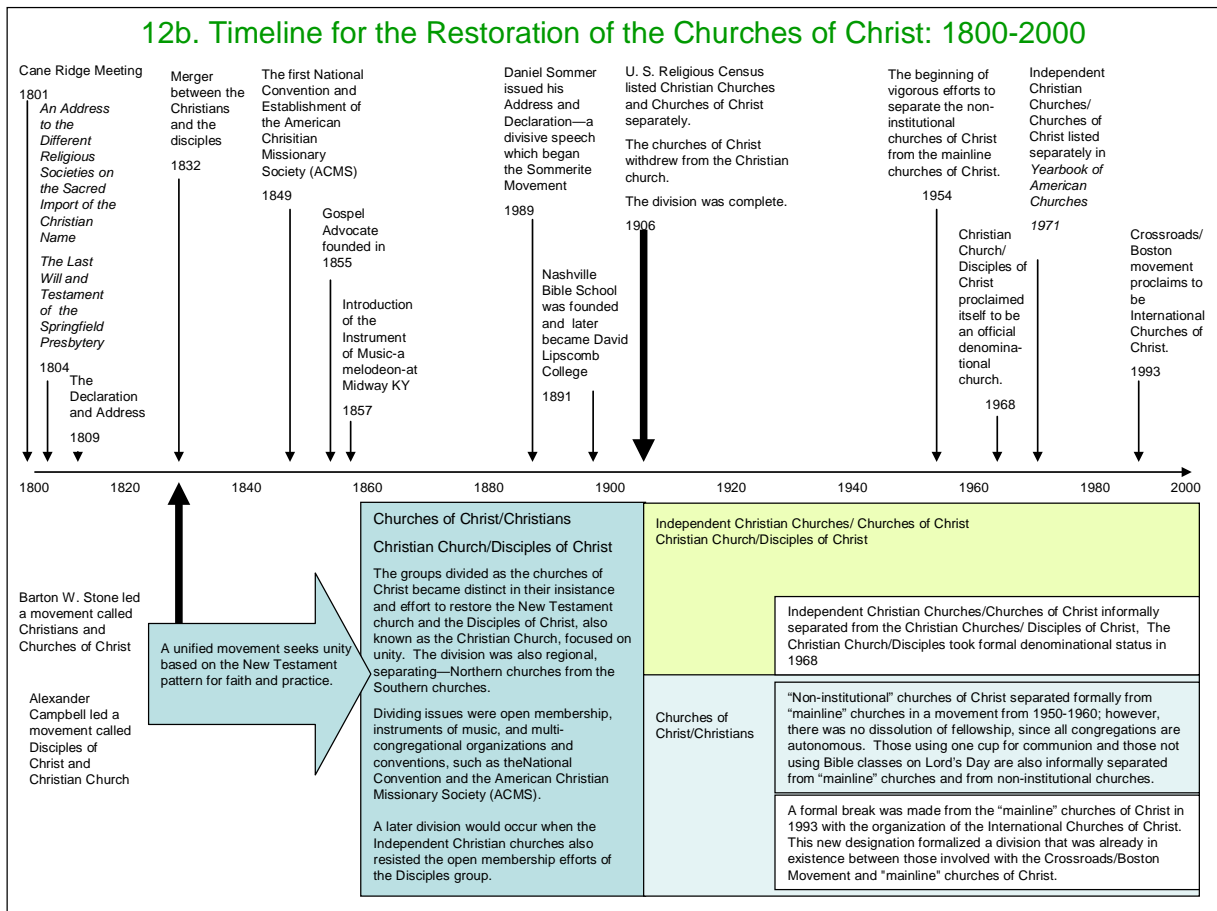 12b. Timeline for the Restoration of the Churches of Christ: 1800-2000
Cane Ridge Meeting
1801
An Address
to the
Different
Religious
Societies on
the Sacred
Import of the
Christian
Name
The Last
Will and
Testament
of the
Springfield
Presbytery
1804
The
Declaration
and Address
1809
Merger
between the
Christians
and the
disciples
1832
The first National
Convention and
Establishment of
the American
Chrisitian
Missionary
Society (ACMS)
1849
Gospel
Advocate
founded in
1855
Introduction
of the
Instrument
of Music-a
melodeon-at
Midway KY
1857
Daniel Sommer
issued his
Address and
Declaration—a
divisive speech
which began
the Sommerite
Movement
1989
Nashville
Bible School
was founded
and later
became David
Lipscomb
College
1891
U. S. Religious Census
listed Christian Churches
and Churches of Christ
separately.
The churches of Christ
withdrew from the Christian
church.
The division was complete.
1906
The beginning of
vigorous efforts to
separate the non-
institutional
churches of Christ
from the mainline
churches of Christ.
1954
Christian
Church/
Disciples of
Christ
proclaimed
itself to be
an official
denomina-
tional
church.
1968
Independent
Christian
Churches/
Churches of
Christ listed
separately in
Yearbook of
American
Churches
1971
Crossroads/
Boston
movement
proclaims to
be
International
Churches of
Christ.
1993
1800 1820 1840 1860 1880 1900 1920 1940 1960 1980 2000
Barton W. Stone led
a movement called
Christians and
Churches of Christ
Alexander
Campbell led a
movement called
Disciples of
Christ and
Christian Church
A unified movement seeks unity
based on the New Testament
pattern for faith and practice.
Churches of Christ/Christians
Christian Church/Disciples of Christ
The groups divided as the churches of
Christ became distinct in their insistance
and effort to restore the New Testament
church and the Disciples of Christ, also
known as the Christian Church, focused on
unity. The division was also regional,
separating—Northern churches from the
Southern churches.
Dividing issues were open membership,
instruments of music, and multi-
congregational organizations and
conventions, such as theNational
Convention and the American Christian
Missionary Society (ACMS).
A later division would occur when the
Independent Christian churches also
resisted the open membership efforts of
the Disciples group.
Independent Christian Churches/ Churches of Christ
Christian Church/Disciples of Christ
Independent Christian Churches/Churches of Christ informally
separated from the Christian Churches/ Disciples of Christ, The
Christian Church/Disciples took formal denominational status in
1968
Churches of
Christ/Christians
“Non-institutional” churches of Christ separated formally from
“mainline” churches in a movement from 1950-1960; however,
there was no dissolution of fellowship, since all congregations are
autonomous. Those using one cup for communion and those not
using Bible classes on Lord’s Day are also informally separated
from “mainline” churches and from non-institutional churches.
A formal break was made from the “mainline” churches of Christ in
1993 with the organization of the International Churches of Christ.
This new designation formalized a division that was already in
existence between those involved with the Crossroads/Boston
Movement and "mainline" churches of Christ.